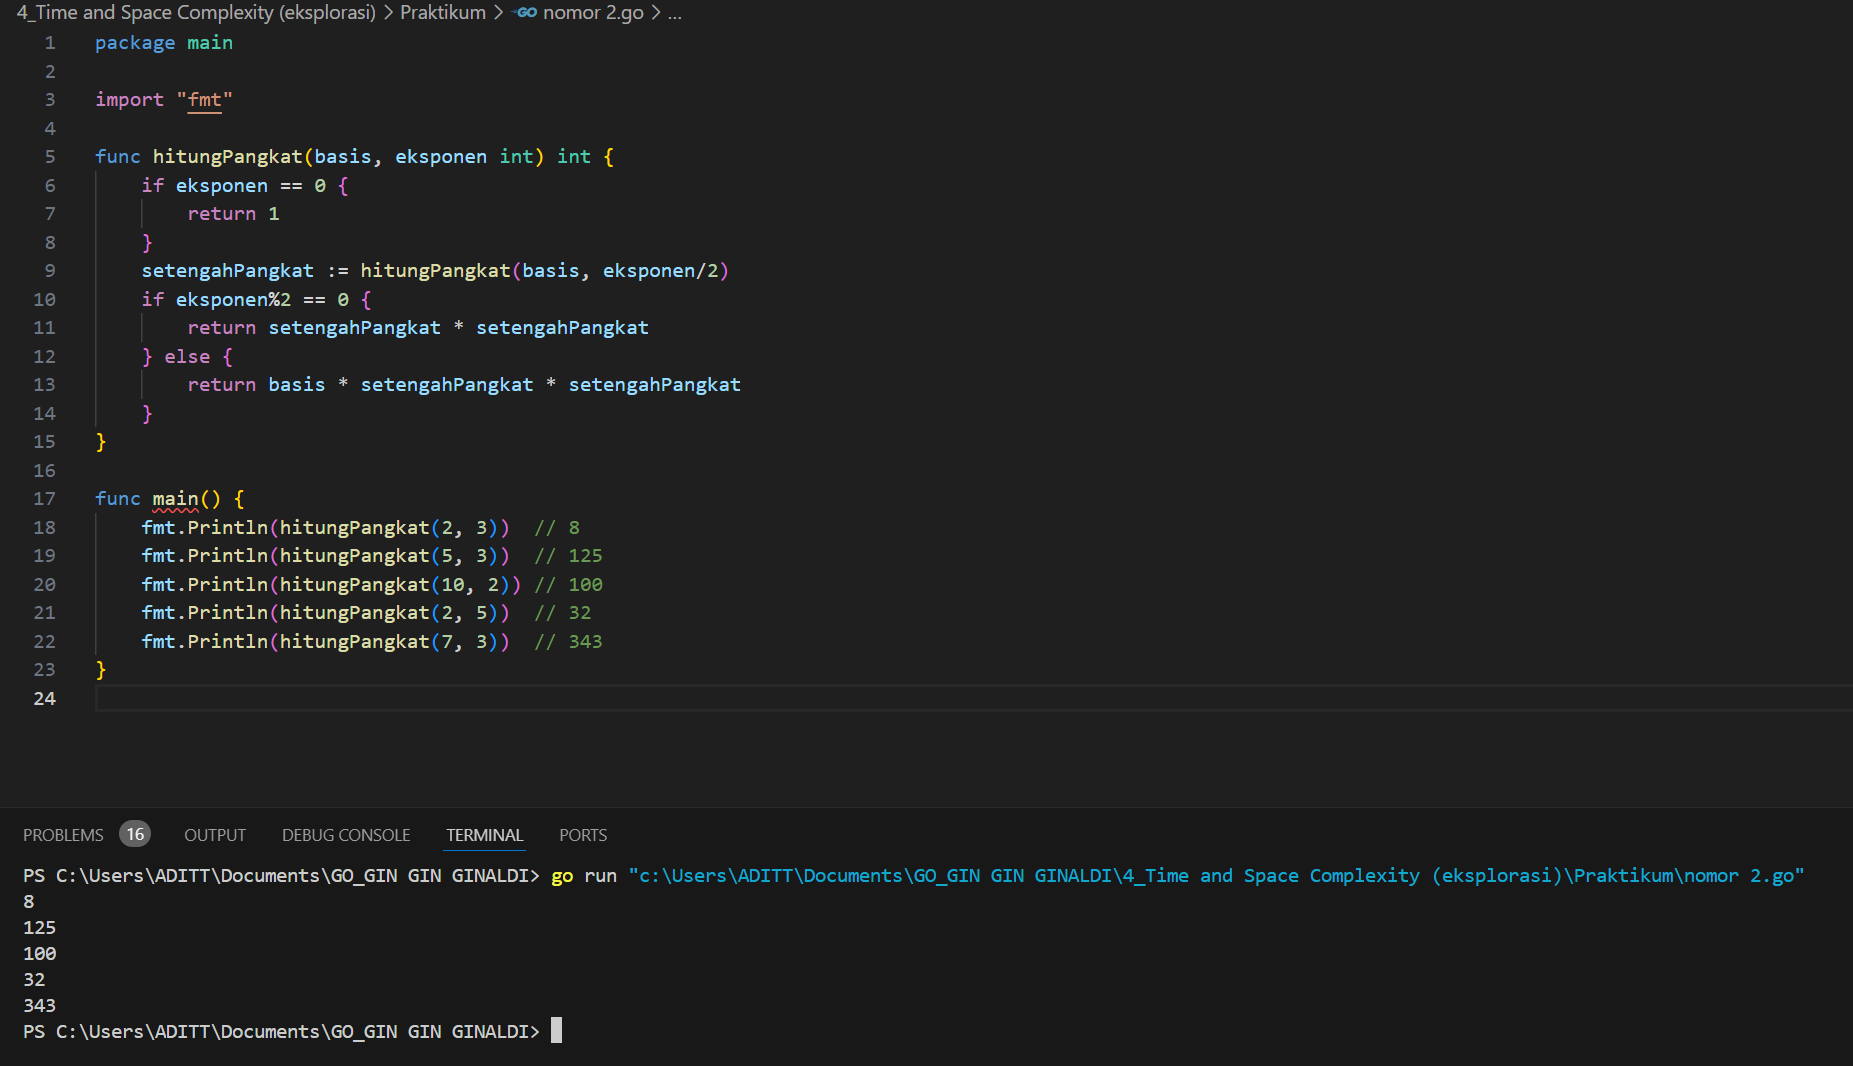 4_Time and Space Complexity (eksplorasi) > Praktikum > GO nomor 2.go > ...
1 package main
2
3 import "fmt"
4
5 func hitungPangkat(basis, eksponen int) int {
6 if eksponen == 0 {
7 return 1
8 }
9 setengahPangkat := hitungPangkat(basis, eksponen/2)
10 if eksponen%2 == 0 {
11 return setengahPangkat * setengahPangkat
12 } else {
13 return basis * setengahPangkat * setengahPangkat
14 }
15 }
16
17 func main() {
18 fmt.Println(hitungPangkat(2, 3)) // 8
19 fmt.Println(hitungPangkat(5, 3)) // 125
20 fmt.Println(hitungPangkat(10, 2)) // 100
21 fmt.Println(hitungPangkat(2, 5)) // 32
22 fmt.Println(hitungPangkat(7, 3)) // 343
23 }
24
PROBLEMS 16 OUTPUT DEBUG CONSOLE TERMINAL PORTS
PS C:\Users\ADITT\Documents\GO_GIN GIN GINALDI> go run "c:\Users\ADITT\Documents\GO_GIN GIN GINALDI\4_Time and Space Complexity (eksplorasi)\Praktikum\nomor 2.go"
8
125
100
32
343
PS C:\Users\ADITT\Documents\GO_GIN GIN GINALDI>